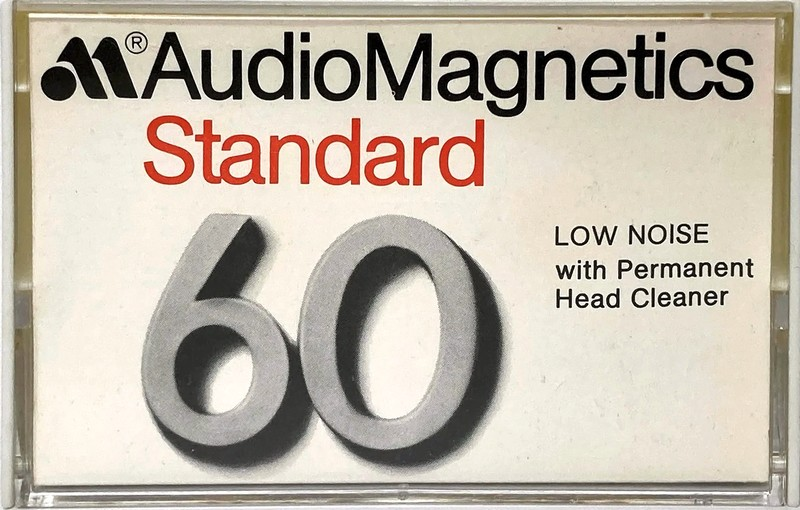 ® AudioMagnetics
Standard
60
LOW NOISE
with Permanent
Head Cleaner